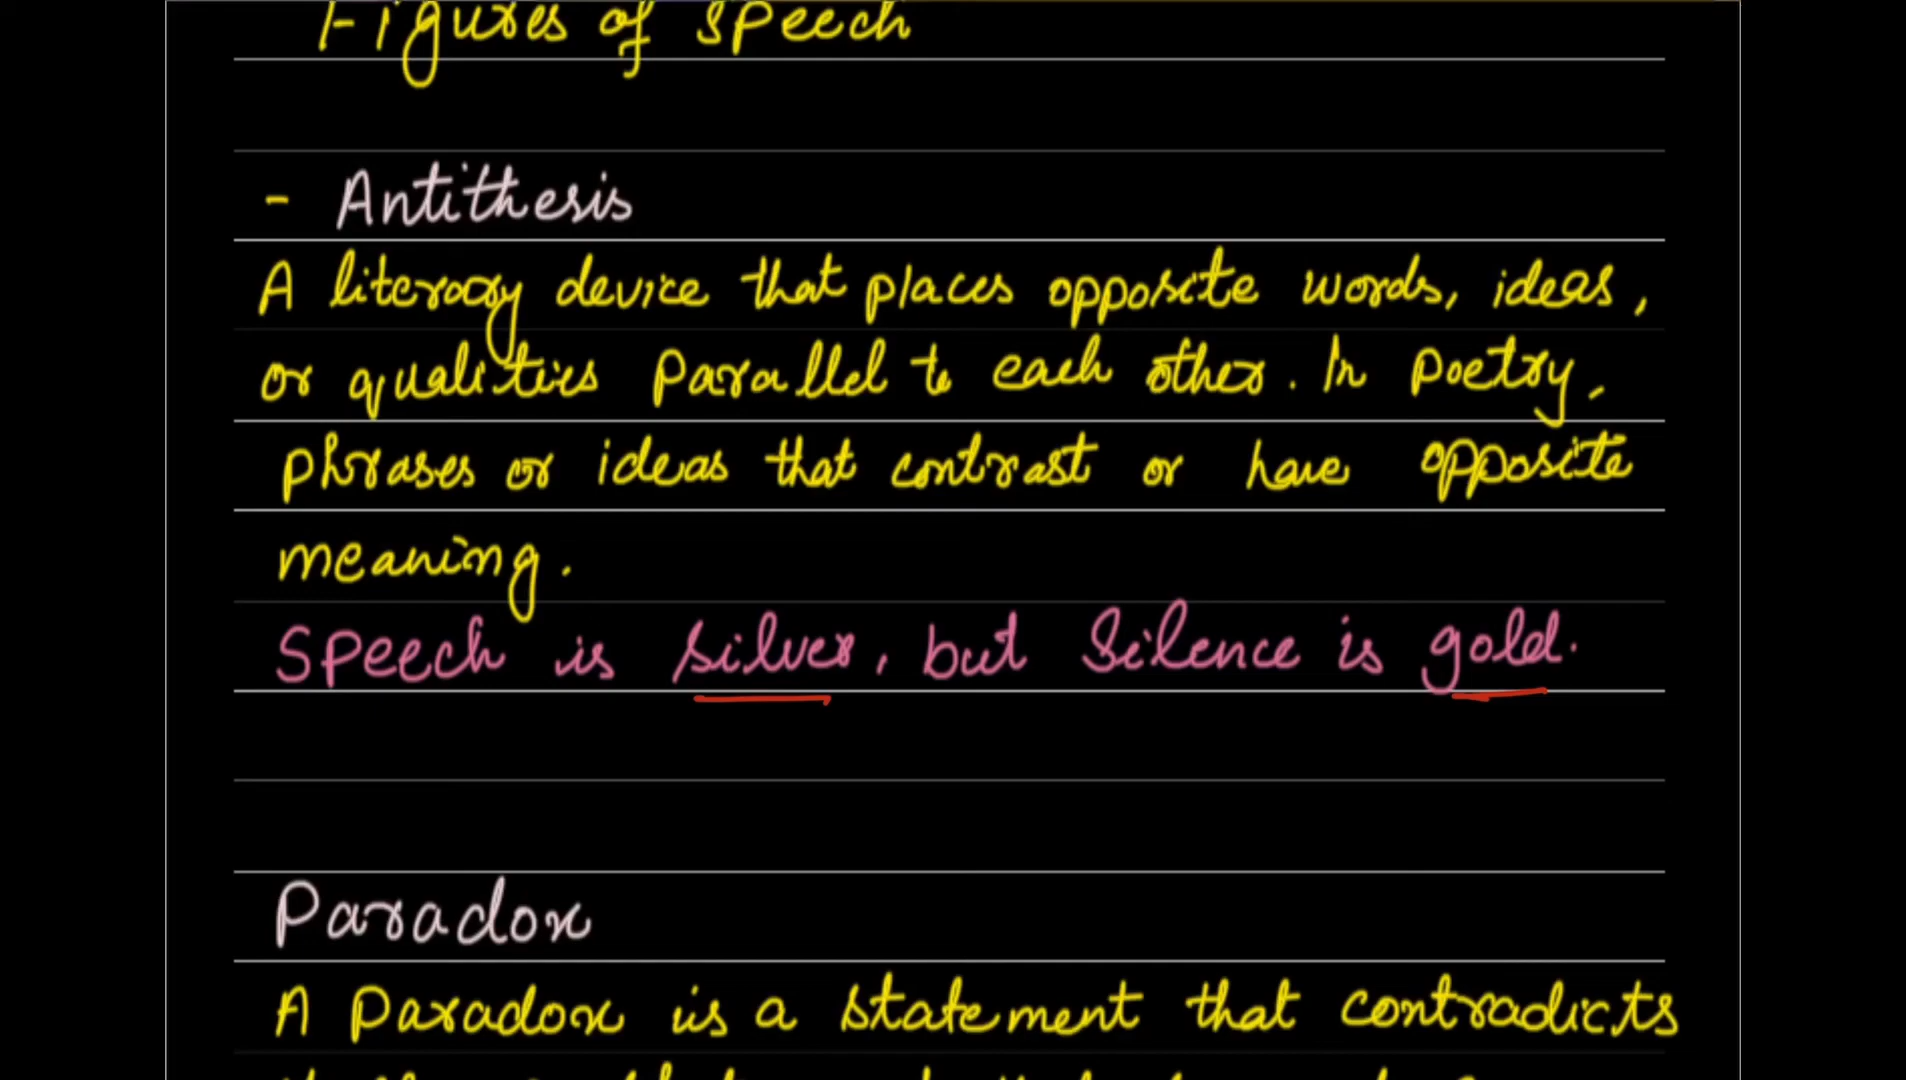 Figures of Speech
- Antithesis
A literary device that places opposite words, ideas,
or qualities parallel to each other. In poetry,
phrases or ideas that contrast or have opposite
meaning.
Speech is silver, but Silence is gold.
Paradox
A Paradox is a statement that contradicts